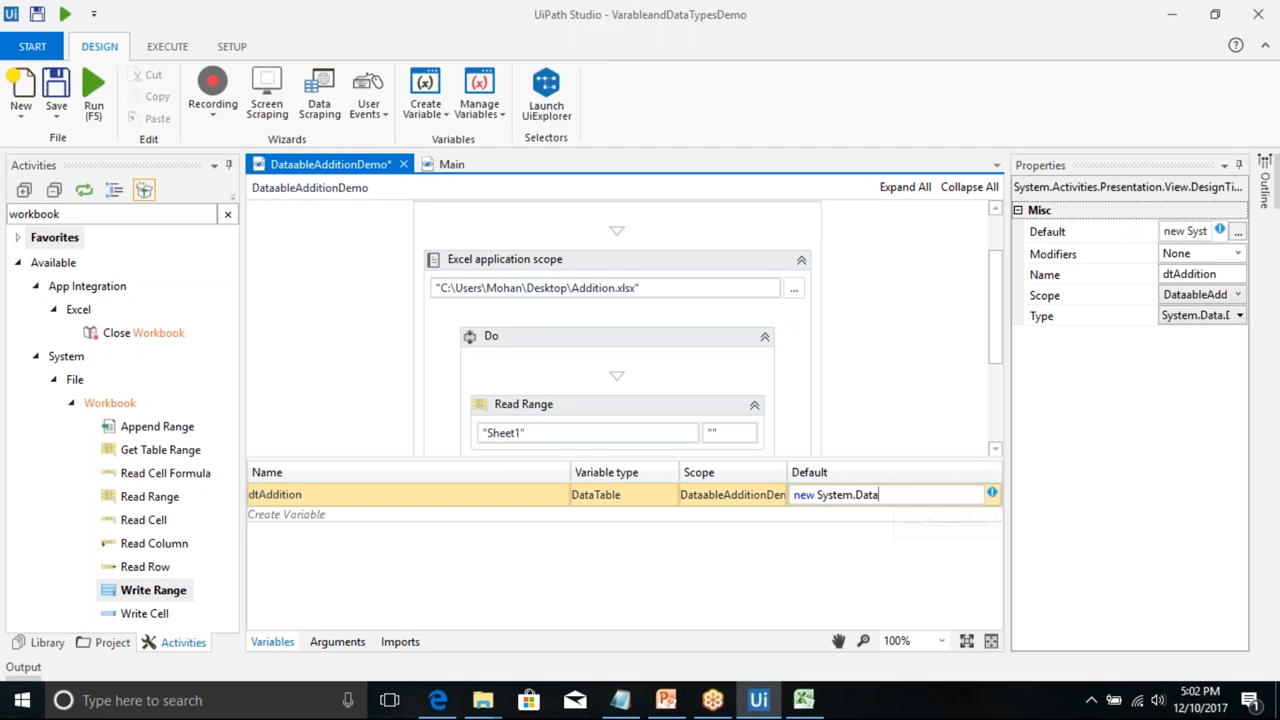 Ui
UiPath Studio - VarableandDataTypesDemo
START
DESIGN
EXECUTE
SETUP
New
Save
Run
(F5)
Cut
Copy
Paste
Recording
Screen
Scraping
Data
Scraping
User
Events
Create
Variable
Manage
Variables
Launch
UiExplorer
File
Edit
Wizards
Variables
Selectors
Activities
DataableAdditionDemo*
Main
Properties
Outline
DataableAdditionDemo
Expand All
Collapse All
System.Activities.Presentation.View.DesignTi...
workbook
Misc
Default
new Syst
...
Modifiers
None
Name
dtAddition
Scope
DataableAdd
Type
System.Data.D
Favorites
Available
App Integration
Excel
Close Workbook
System
File
Workbook
Append Range
Get Table Range
Read Cell Formula
Read Range
Read Cell
Read Column
Read Row
Write Range
Write Cell
Excel application scope
"C:\Users\Mohan\Desktop\Addition.xlsx"
...
Do
Read Range
"Sheet1"
""
Name
Variable type
Scope
Default
dtAddition
DataTable
DataableAdditionDen
new System.Data
Create Variable
Library
Project
Activities
Variables
Arguments
Imports
100%
Output
Type here to search
Ui
5:02 PM
12/10/2017
1